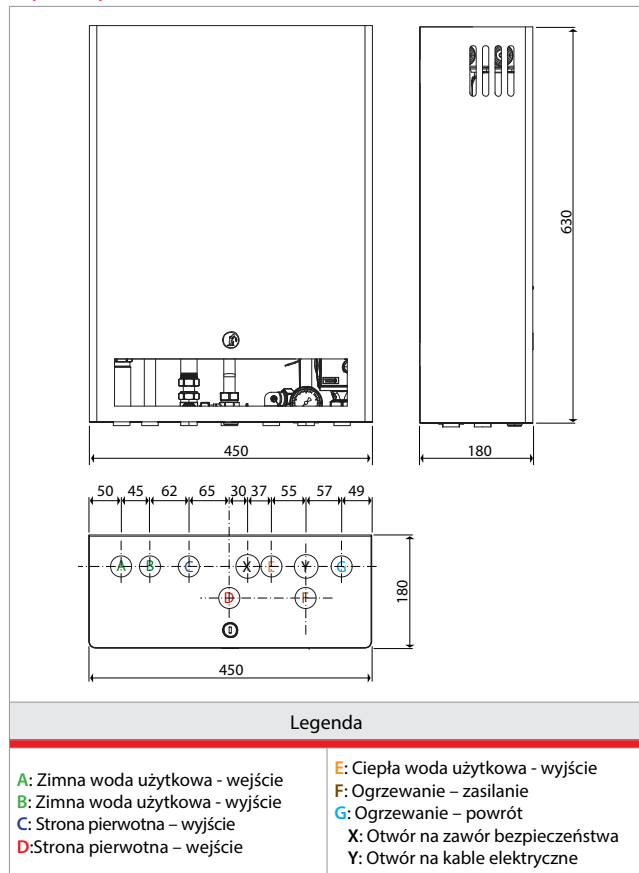 630
450
180
50 45 62 65 30 37 55 57 49
A B C X E Y G
D F
180
450
Legenda
A: Zimna woda użytkowa - wejście
B: Zimna woda użytkowa - wyjście
C: Strona pierwotna – wyjście
D:Strona pierwotna – wejście
E: Ciepła woda użytkowa - wyjście
F: Ogrzewanie – zasilanie
G: Ogrzewanie – powrót
X: Otwór na zawór bezpieczeństwa
Y: Otwór na kable elektryczne